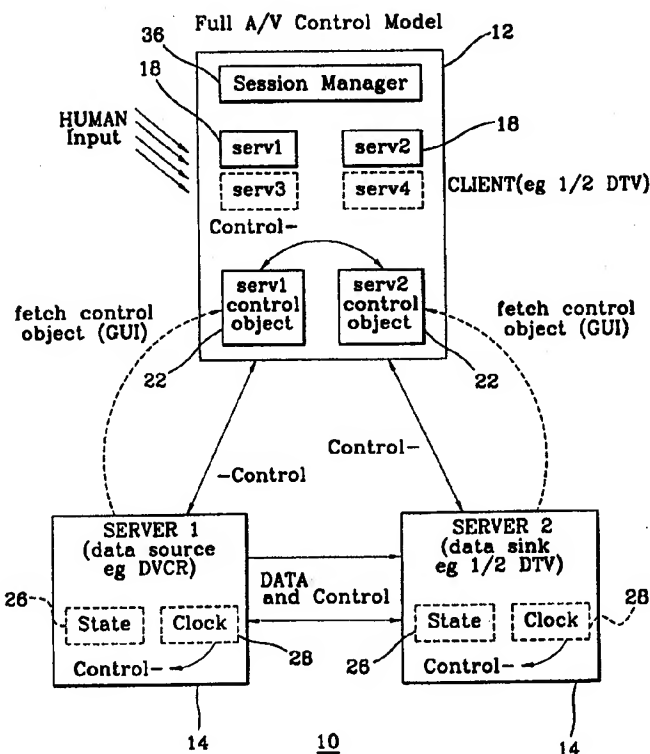 Full A/V Control Model
36
12
Session Manager
18
18
HUMAN
Input
serv1
serv2
serv3
serv4
CLIENT(eg 1/2 DTV)
Control-
serv1
control
object
serv2
control
object
fetch control
object (GUI)
fetch control
object (GUI)
22
22
-Control
Control-
SERVER 1
(data source
eg DVCR)
SERVER 2
(data sink
eg 1/2 DTV)
DATA
and Control
26
State
Clock
28
26
State
Clock
28
Control-
Control-
14
10
14